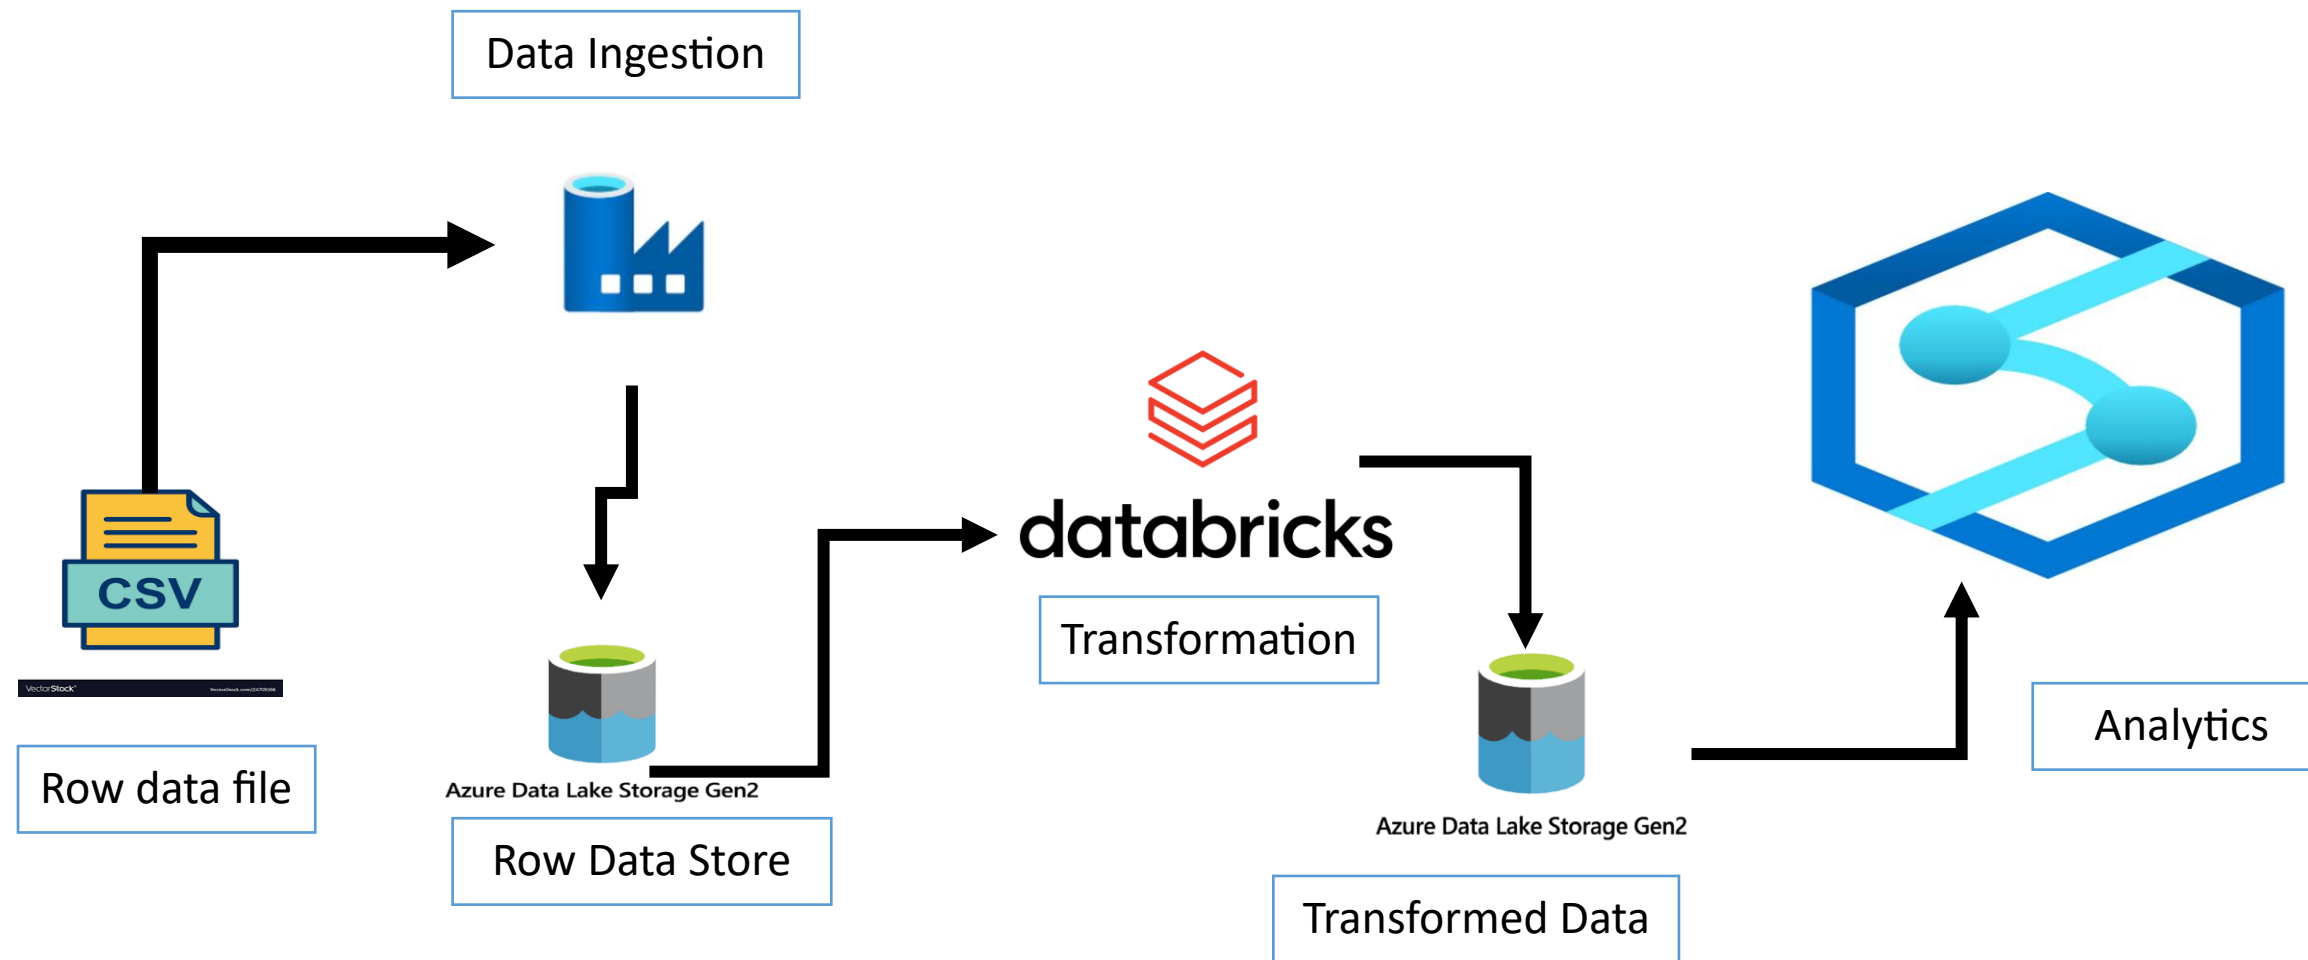 Data Ingestion
CSV
VectorStock®
Row data file
Azure Data Lake Storage Gen2
Row Data Store
databricks
Transformation
Azure Data Lake Storage Gen2
Transformed Data
Analytics